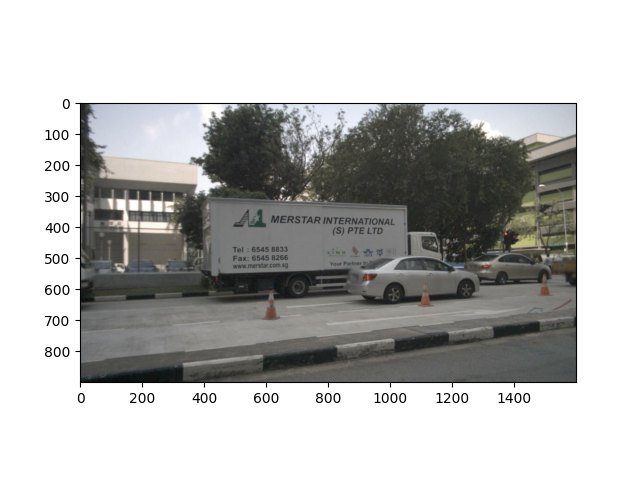 MERSTAR INTERNATIONAL
(S) PTE LTD
Tel : 6545 8833
Fax: 6545 8266
www.merstar.com.sg
Your Partner in
0
100
200
300
400
500
600
700
800
0
200
400
600
800
1000
1200
1400